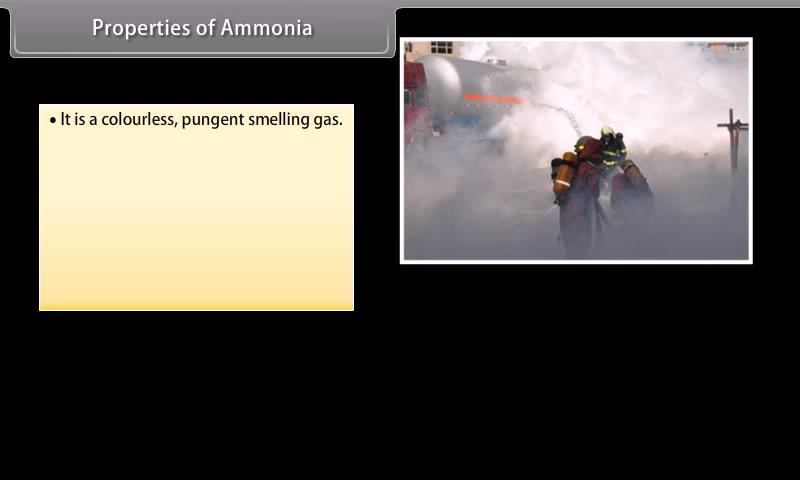 Properties of Ammonia
• It is a colourless, pungent smelling gas.